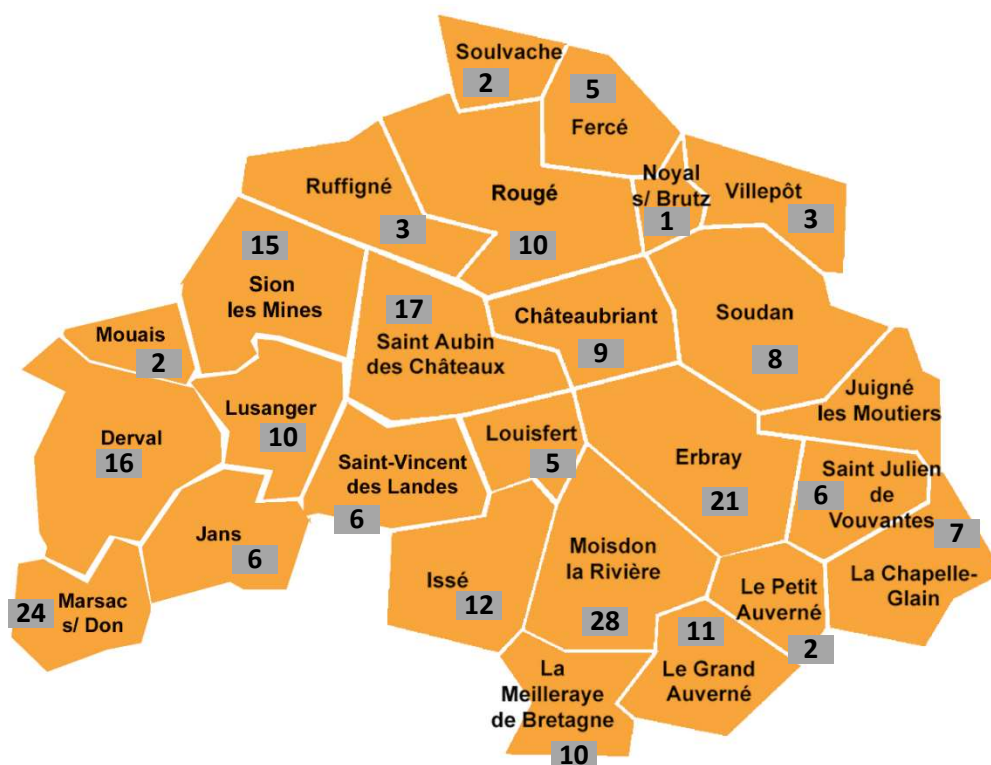 Soulvache
2
5
Fercé
Noyal
s/ Brutz
1
Villepôt
3
Ruffigné
3
Rougé
10
15
Sion
les Mines
17
Saint Aubin
des Châteaux
Châteaubriant
9
Soudan
8
Mouais
2
Juigné
les Moutiers
Lusanger
10
Derval
16
Louisfert
5
Erbray
21
Saint-Vincent
des Landes
6
Saint Julien
de
Vouvantes
6
7
La Chapelle-
Glain
Jans
6
Issé
12
Moisdon
la Rivière
28
Le Petit
Auverné
2
24
Marsac
s/ Don
11
Le Grand
Auverné
La
Meilleraye
de Bretagne
10